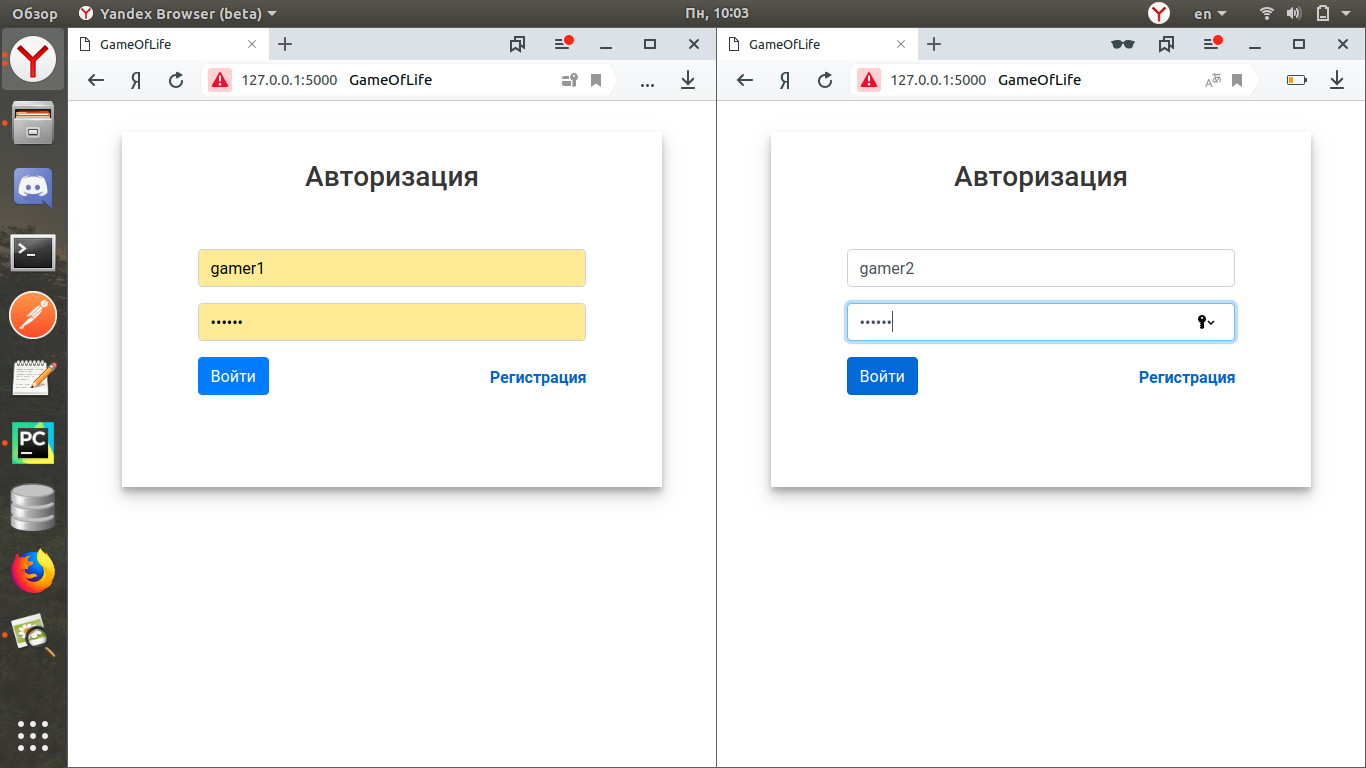 Обзор Yandex Browser (beta) Пн, 10:03 en
GameOfLife
127.0.0.1:5000 GameOfLife
Авторизация
gamer1
••••••
Войти Регистрация
GameOfLife
127.0.0.1:5000 GameOfLife
Авторизация
gamer2
••••••
Войти Регистрация
PC